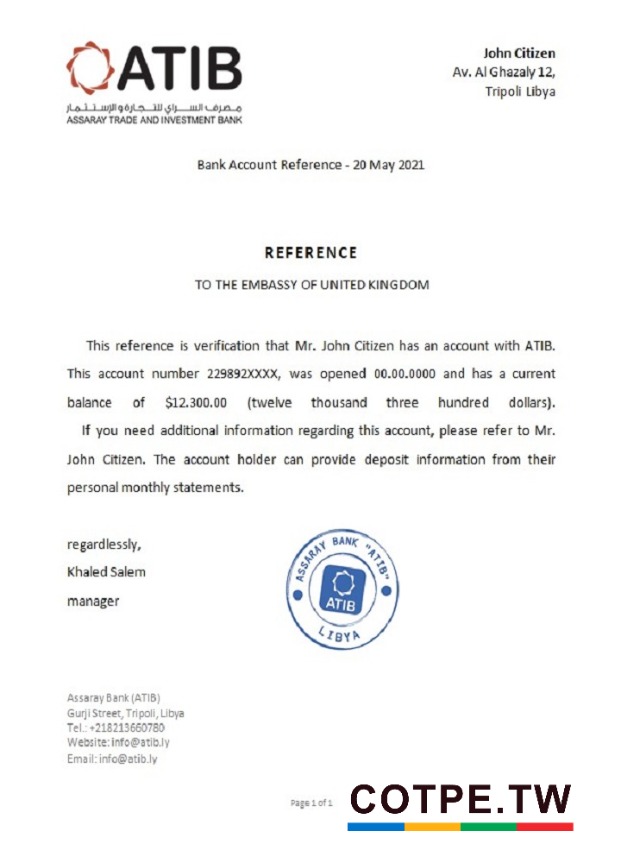 ATIB
مصرف السراي للتجارة والإستثمار
ASSARAY TRADE AND INVESTMENT BANK
John Citizen
Av. Al Ghazaly 12,
Tripoli Libya
Bank Account Reference - 20 May 2021
REFERENCE
TO THE EMBASSY OF UNITED KINGDOM
This reference is verification that Mr. John Citizen has an account with ATIB.
This account number 229892XXXX, was opened 00.00.0000 and has a current
balance of $12.300.00 (twelve thousand three hundred dollars).
If you need additional information regarding this account, please refer to Mr.
John Citizen. The account holder can provide deposit information from their
personal monthly statements.
regardlessly,
Khaled Salem
manager
ASSARAY BANK "ATIB"
ATIB
LIBYA
Assaray Bank (ATIB)
Gurji Street, Tripoli, Libya
Tel.: +218213660780
Website: info@atib.ly
Email: info@atib.ly
Page 1 of 1
COTPE.TW